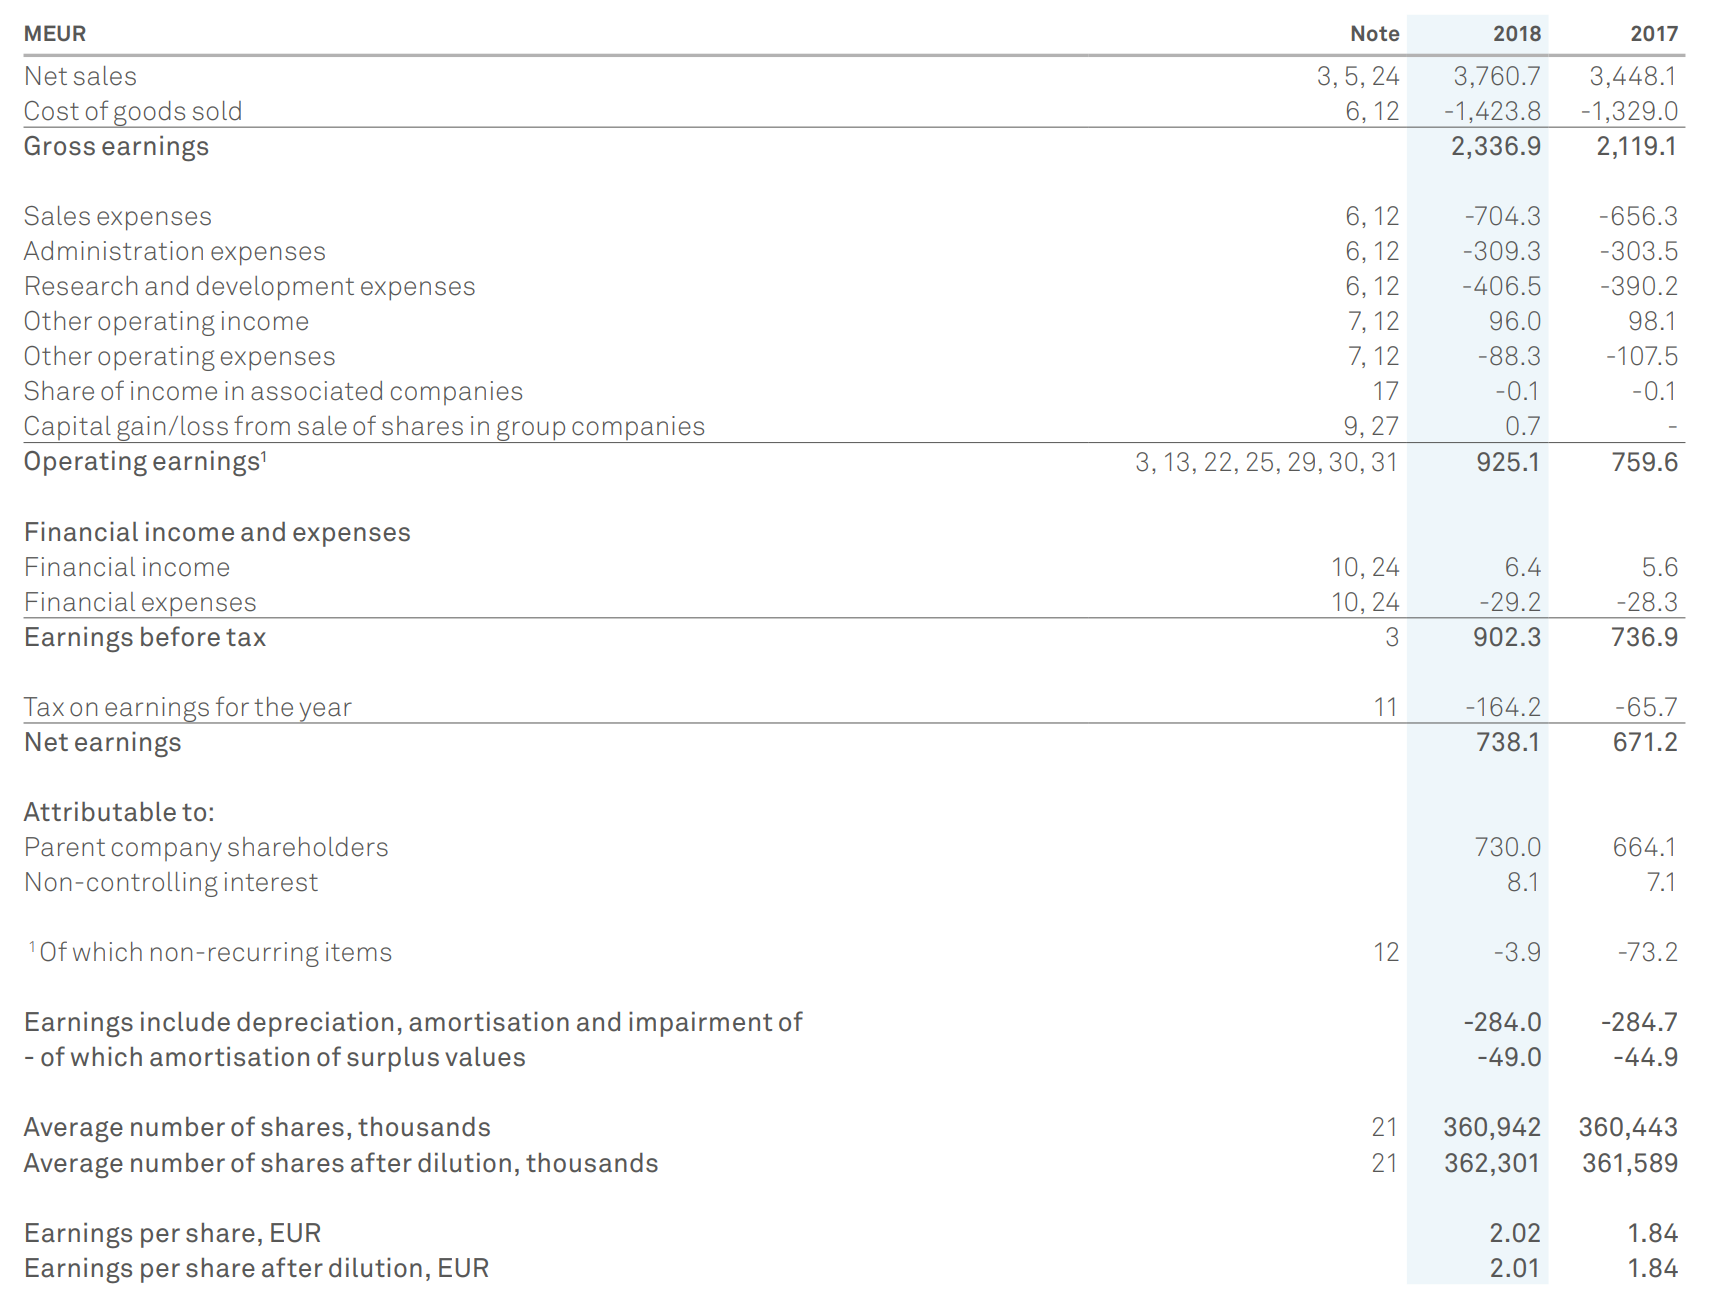 MEUR Note 2018 2017
Net sales 3, 5, 24 3,760.7 3,448.1
Cost of goods sold 6, 12 -1,423.8 -1,329.0
Gross earnings 2,336.9 2,119.1
Sales expenses 6, 12 -704.3 -656.3
Administration expenses 6, 12 -309.3 -303.5
Research and development expenses 6, 12 -406.5 -390.2
Other operating income 7, 12 96.0 98.1
Other operating expenses 7, 12 -88.3 -107.5
Share of income in associated companies 17 -0.1 -0.1
Capital gain/loss from sale of shares in group companies 9, 27 0.7 -
Operating earnings¹ 3, 13, 22, 25, 29, 30, 31 925.1 759.6
Financial income and expenses
Financial income 10, 24 6.4 5.6
Financial expenses 10, 24 -29.2 -28.3
Earnings before tax 3 902.3 736.9
Tax on earnings for the year 11 -164.2 -65.7
Net earnings 738.1 671.2
Attributable to:
Parent company shareholders 730.0 664.1
Non-controlling interest 8.1 7.1
¹ Of which non-recurring items 12 -3.9 -73.2
Earnings include depreciation, amortisation and impairment of -284.0 -284.7
- of which amortisation of surplus values -49.0 -44.9
Average number of shares, thousands 21 360,942 360,443
Average number of shares after dilution, thousands 21 362,301 361,589
Earnings per share, EUR 2.02 1.84
Earnings per share after dilution, EUR 2.01 1.84